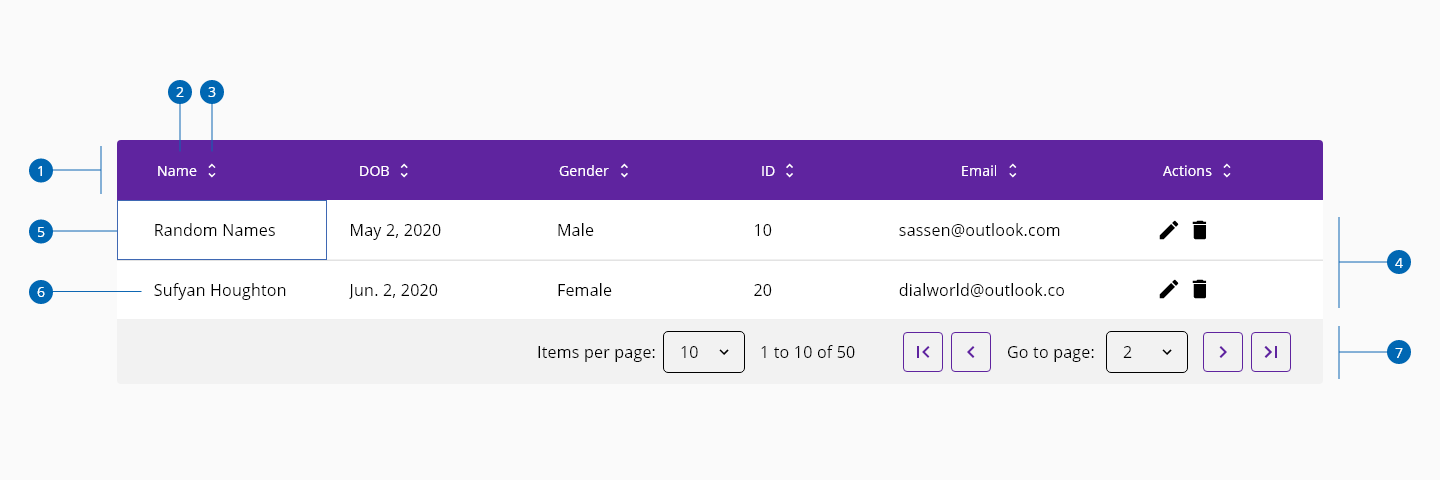 2 3
1 Name DOB Gender ID Email Actions
5 Random Names May 2, 2020 Male 10 sassen@outlook.com
4
6 Sufyan Houghton Jun. 2, 2020 Female 20 dialworld@outlook.co
Items per page: 10 1 to 10 of 50 Go to page: 2 7